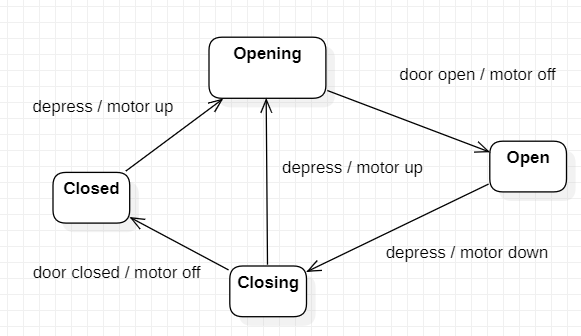 Opening
door open / motor off
depress / motor up
Open
depress / motor up
Closed
depress / motor down
door closed / motor off
Closing